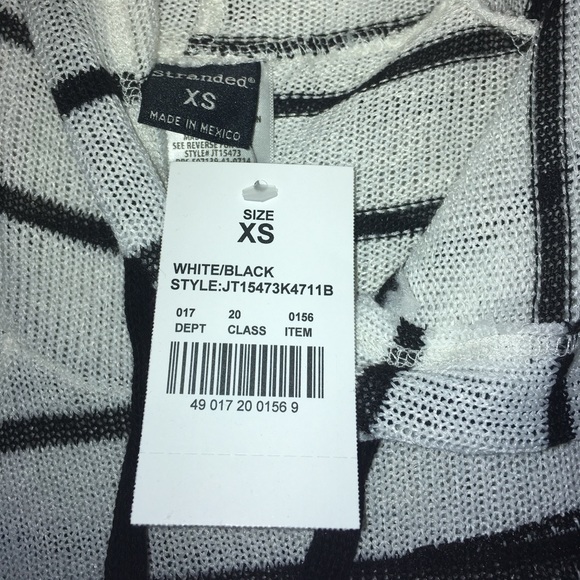 stranded®
XS
MADE IN MEXICO
SEE REVERSE FOR
STYLE# JT15473
SIZE
XS
WHITE/BLACK
STYLE:JT15473K4711B
017 20 0156
DEPT CLASS ITEM
49 017 20 0156 9